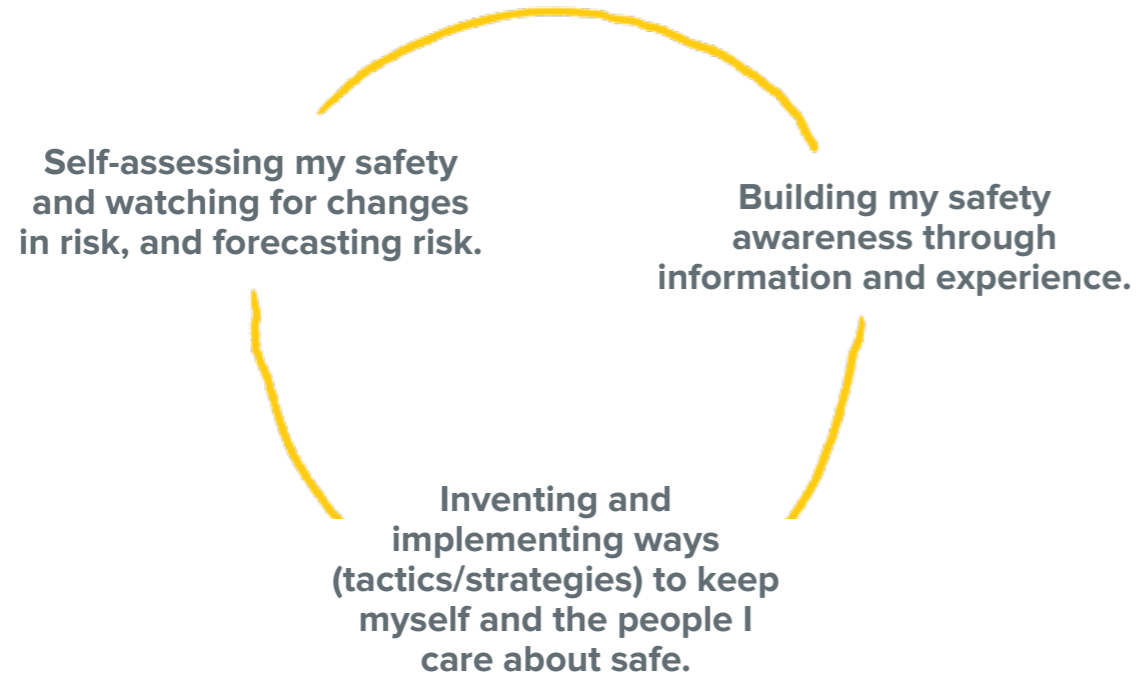 Self-assessing my safety
and watching for changes
in risk, and forecasting risk.
Building my safety
awareness through
information and experience.
Inventing and
implementing ways
(tactics/strategies) to keep
myself and the people I
care about safe.